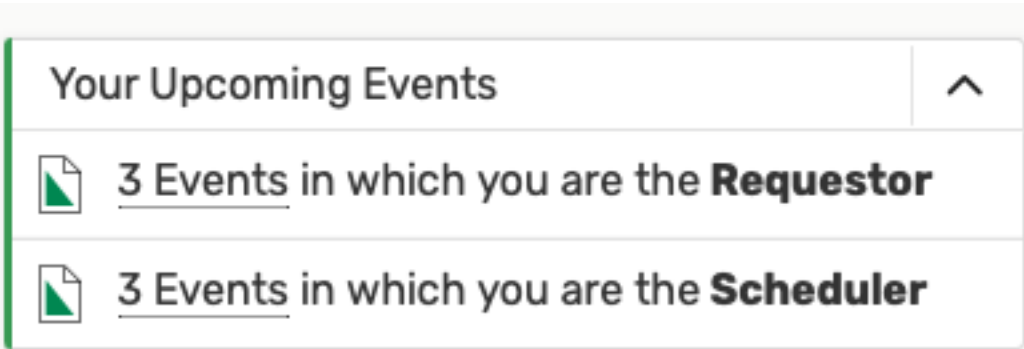 Your Upcoming Events
3 Events in which you are the Requestor
3 Events in which you are the Scheduler